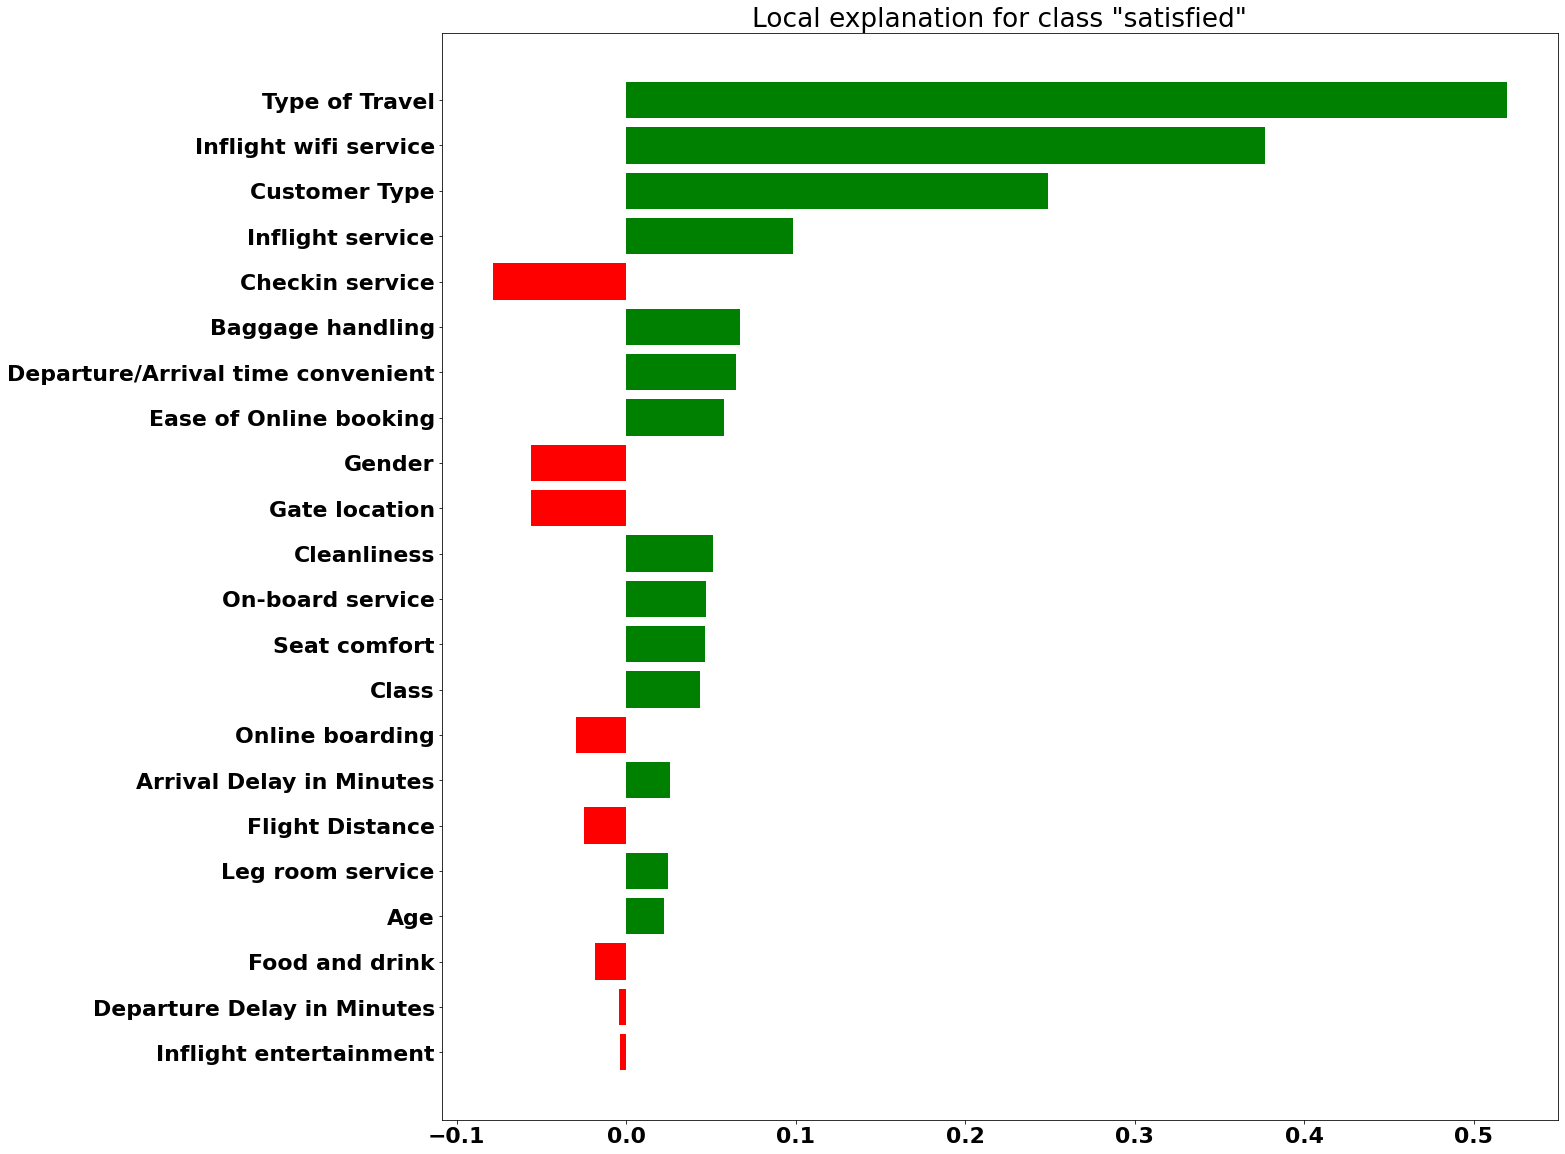 Local explanation for class "satisfied"
Type of Travel
Inflight wifi service
Customer Type
Inflight service
Checkin service
Baggage handling
Departure/Arrival time convenient
Ease of Online booking
Gender
Gate location
Cleanliness
On-board service
Seat comfort
Class
Online boarding
Arrival Delay in Minutes
Flight Distance
Leg room service
Age
Food and drink
Departure Delay in Minutes
Inflight entertainment
−0.1 0.0 0.1 0.2 0.3 0.4 0.5